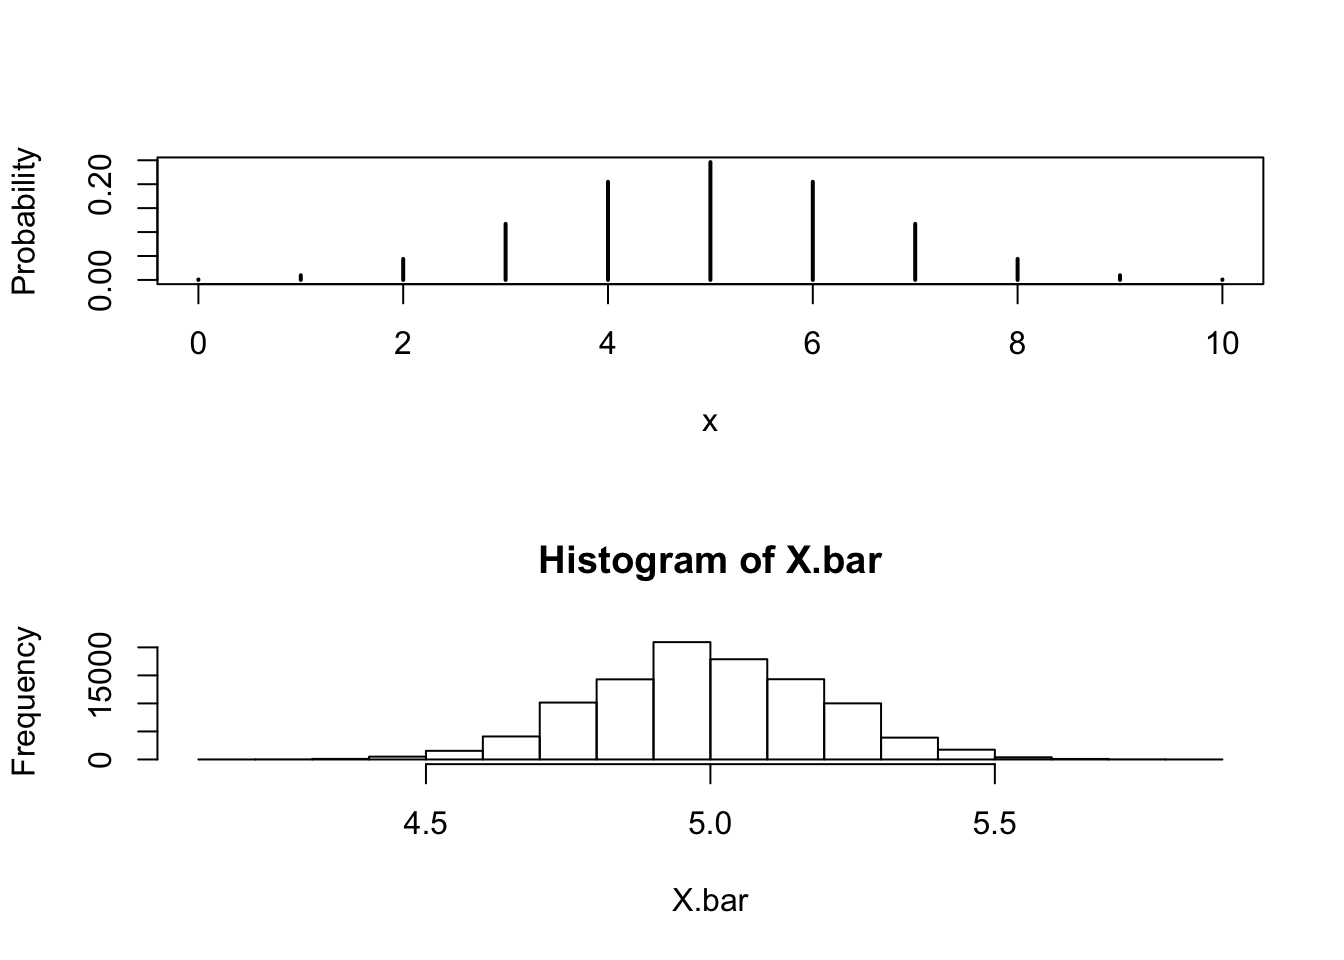 Probability
0.20
0.00
0 2 4 6 8 10
x
Histogram of X.bar
Frequency
15000
0
4.5 5.0 5.5
X.bar